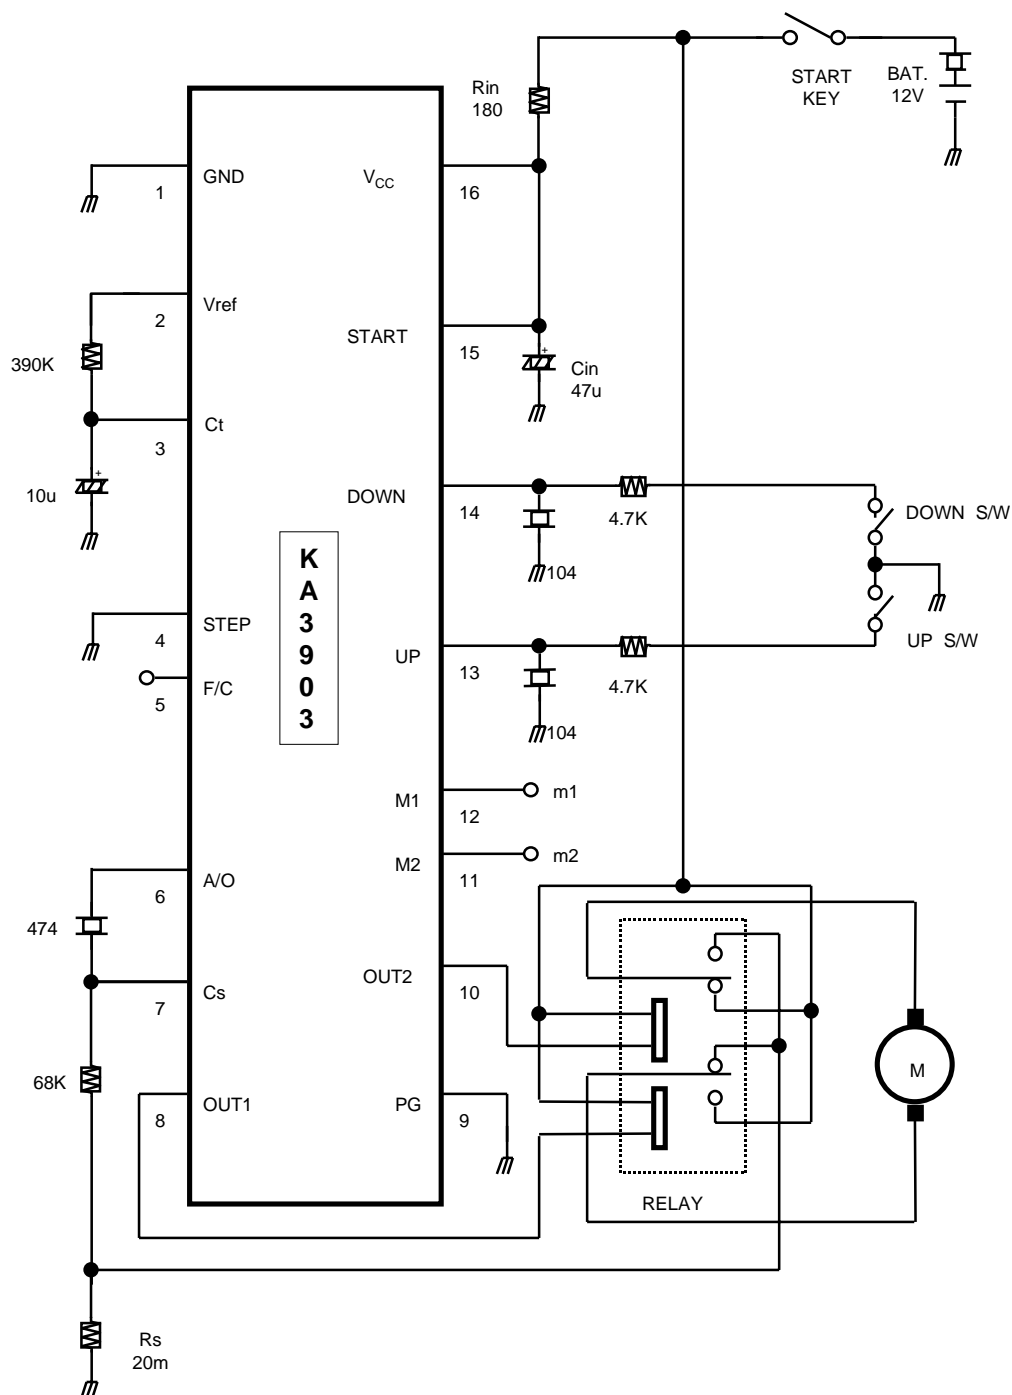 Rin
180
START
KEY
BAT.
12V
GND
1
VCC
16
Vref
2
START
15
390K
Cin
47u
+
Ct
3
+
10u
DOWN
14
4.7K
DOWN S/W
104
K
A
3
9
0
3
STEP
4
UP
13
4.7K
UP S/W
F/C
5
104
M1
12
m1
M2
11
m2
A/O
6
474
OUT2
10
Cs
7
68K
M
OUT1
8
PG
9
RELAY
Rs
20m